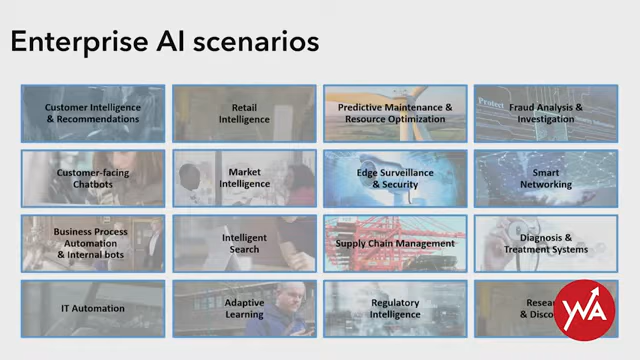 Enterprise AI scenarios
Customer Intelligence
& Recommendations
Retail
Intelligence
Predictive Maintenance &
Resource Optimization
Fraud Analysis &
Investigation
Customer-facing
Chatbots
Market
Intelligence
Edge Surveillance
& Security
Smart
Networking
Business Process
Automation
& Internal bots
Intelligent
Search
Supply Chain Management
Diagnosis &
Treatment Systems
IT Automation
Adaptive
Learning
Regulatory
Intelligence
&
Protect